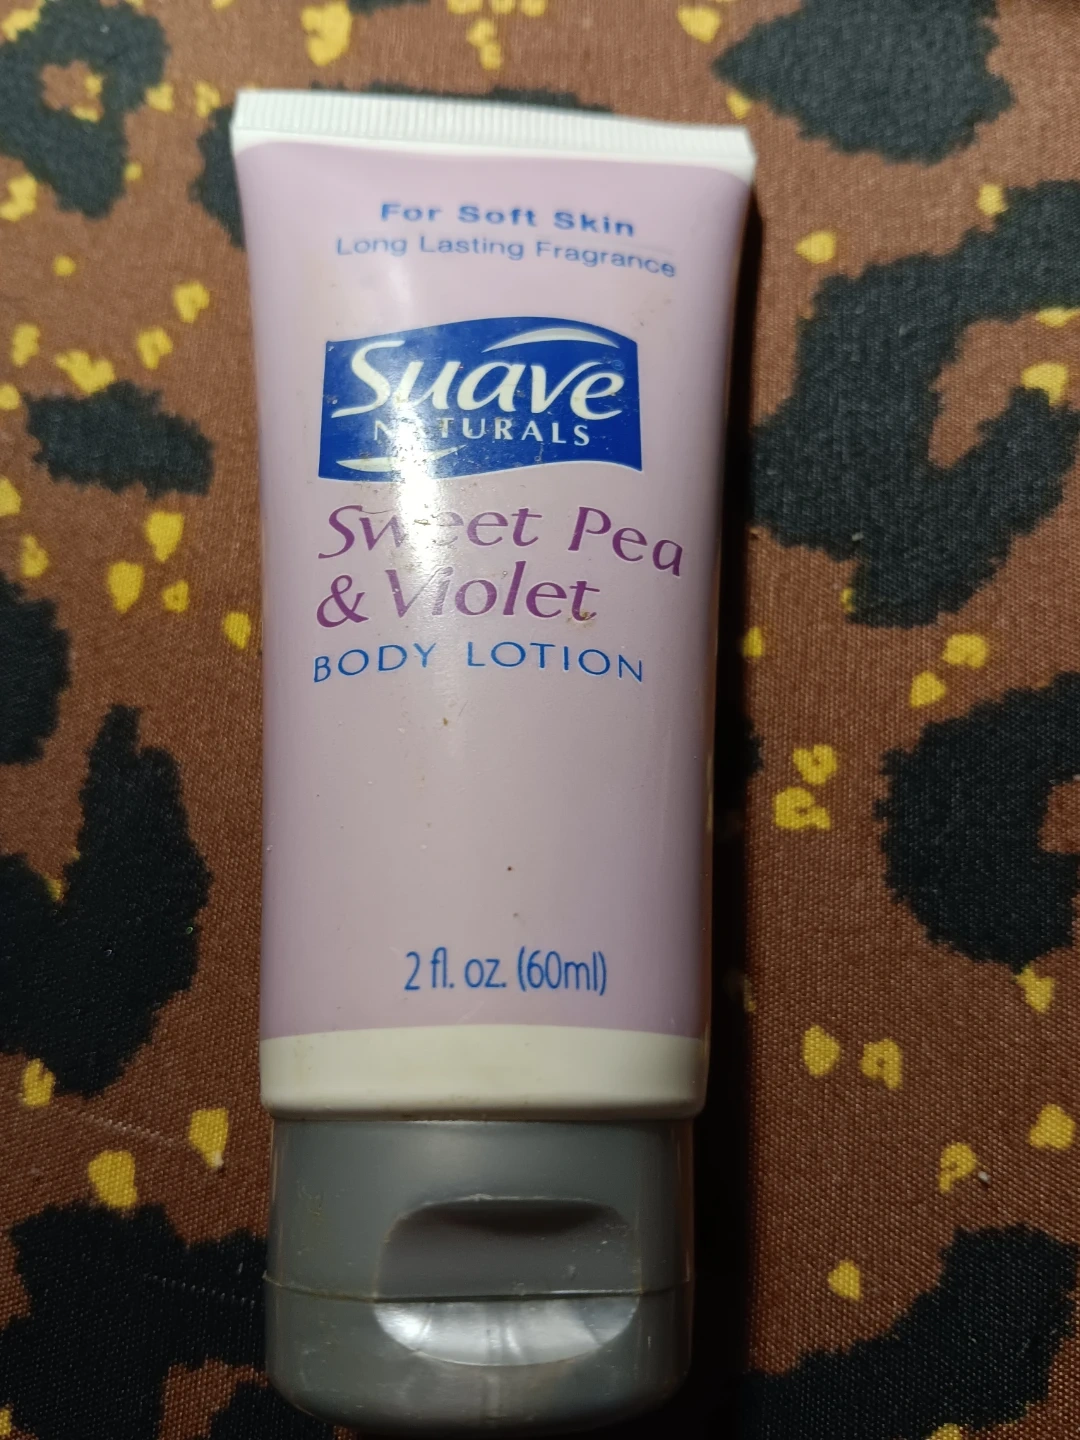 For Soft Skin
Long Lasting Fragrance
Suave
NATURALS
Sweet Pea
& Violet
BODY LOTION
2 fl. oz. (60ml)